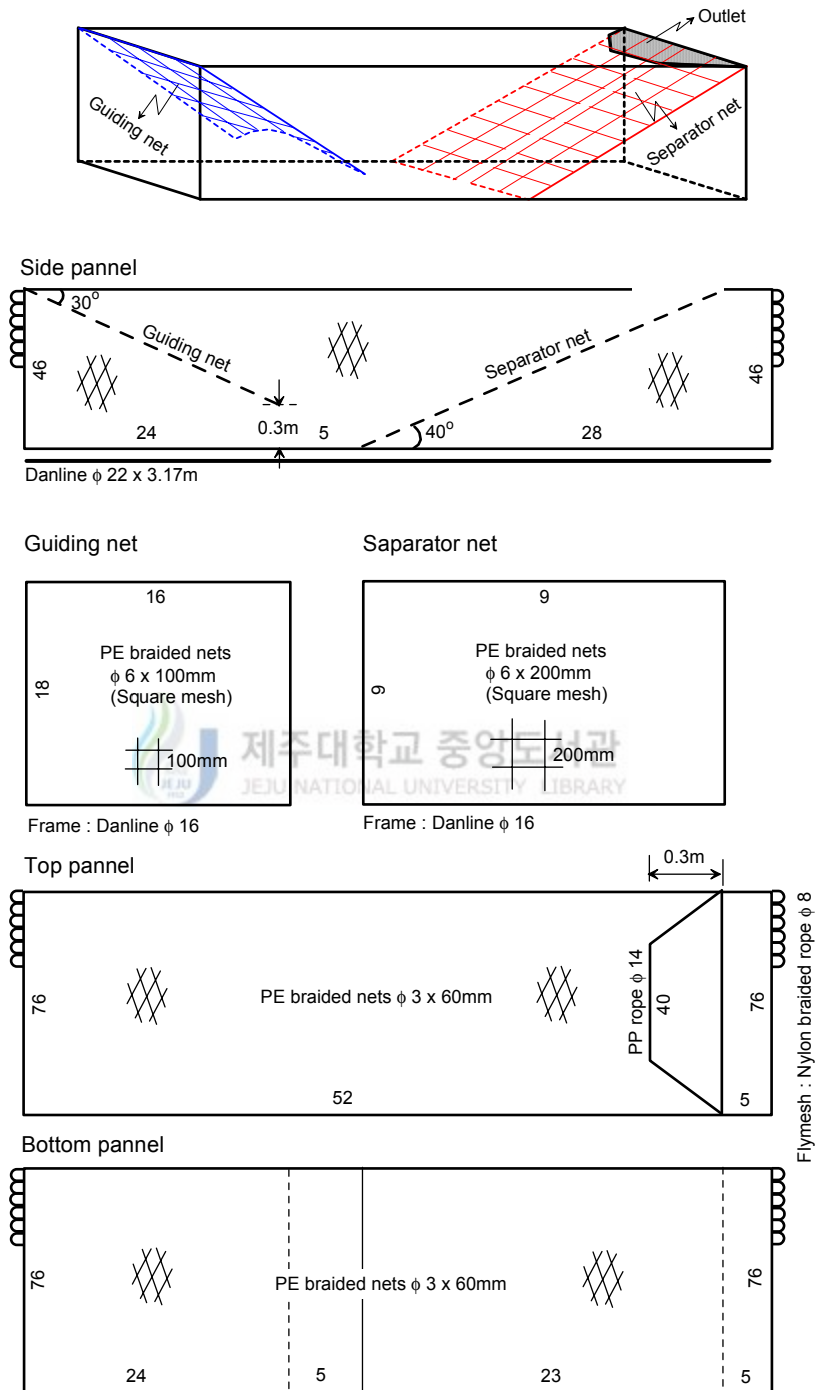 Outlet
Guiding net
Separator net
Side pannel
30°
Guiding net
Separator net
46
46
24
0.3m
5
40°
28
Danline ϕ 22 x 3.17m
Guiding net
Saparator net
16
9
18
PE braided nets
ϕ 6 x 100mm
(Square mesh)
9
PE braided nets
ϕ 6 x 200mm
(Square mesh)
100mm
200mm
제주대학교 중앙도서관
JEJU NATIONAL UNIVERSITY LIBRARY
Frame : Danline ϕ 16
Frame : Danline ϕ 16
Top pannel
0.3m
76
PE braided nets ϕ 3 x 60mm
PP rope ϕ 14
40
76
52
5
Flymesh : Nylon braided rope ϕ 8
Bottom pannel
76
PE braided nets ϕ 3 x 60mm
76
24
5
23
5